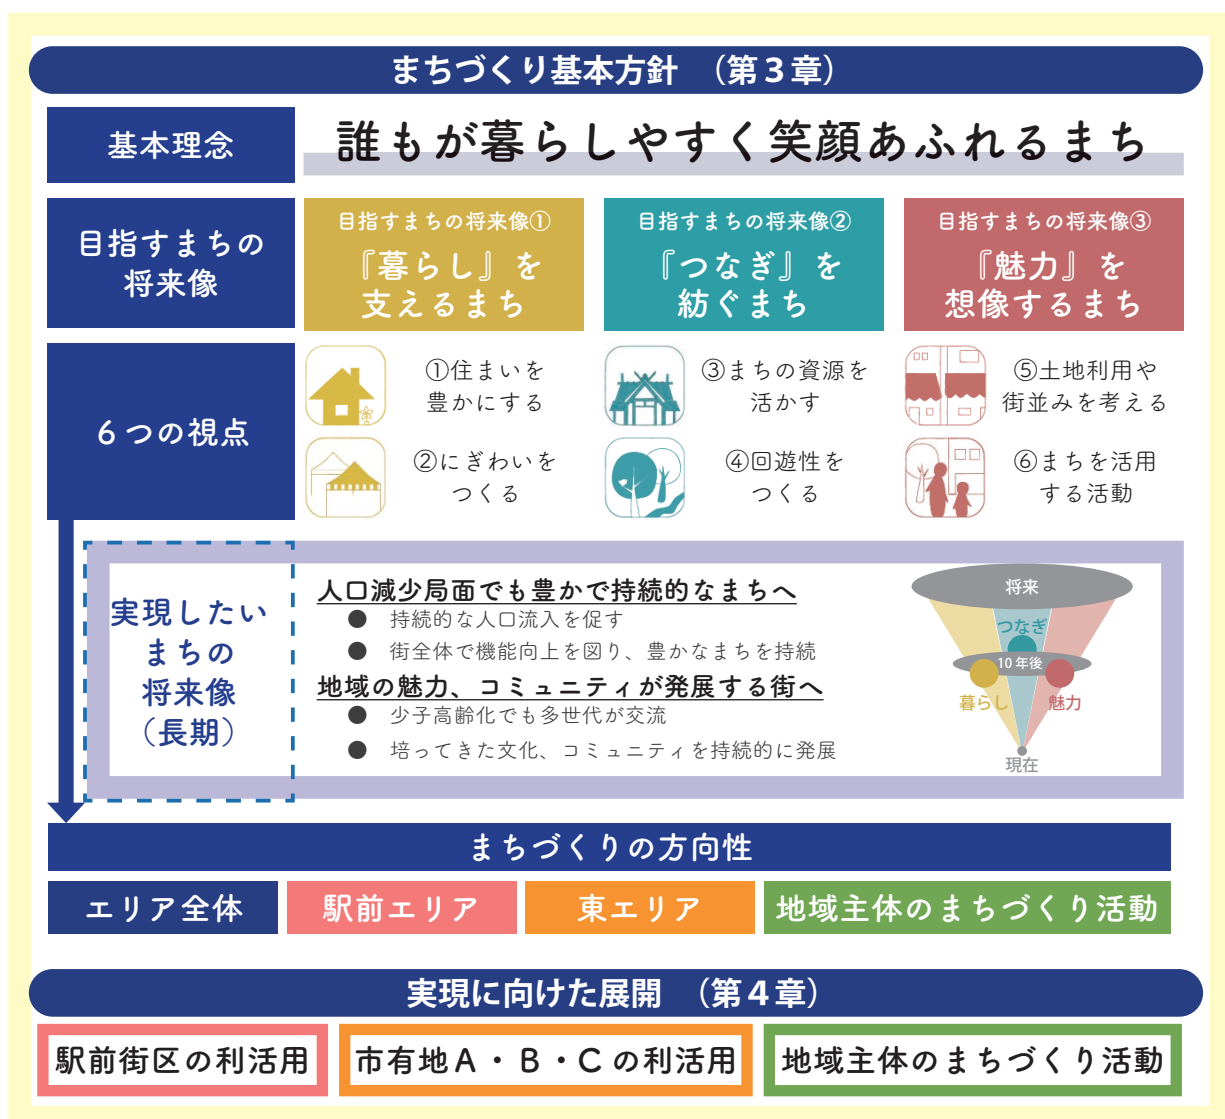 まちづくり基本方針 （第３章）
基本理念
誰もが暮らしやすく笑顔あふれるまち
目指すまちの
将来像
目指すまちの将来像①
『暮らし』を
支えるまち
目指すまちの将来像②
『つなぎ』を
紡ぐまち
目指すまちの将来像③
『魅力』を
想像するまち
６つの視点
①住まいを
豊かにする
②にぎわいを
つくる
③まちの資源を
活かす
④回遊性を
つくる
⑤土地利用や
街並みを考える
⑥まちを活用
する活動
実現したい
まちの
将来像
（長期）
人口減少局面でも豊かで持続的なまちへ
● 持続的な人口流入を促す
● 街全体で機能向上を図り、豊かなまちを持続
地域の魅力、コミュニティが発展する街へ
● 少子高齢化でも多世代が交流
● 培ってきた文化、コミュニティを持続的に発展
将来
つなぎ
10年後
暮らし
魅力
現在
まちづくりの方向性
エリア全体
駅前エリア
東エリア
地域主体のまちづくり活動
実現に向けた展開 （第４章）
駅前街区の利活用
市有地Ａ・Ｂ・Ｃの利活用
地域主体のまちづくり活動